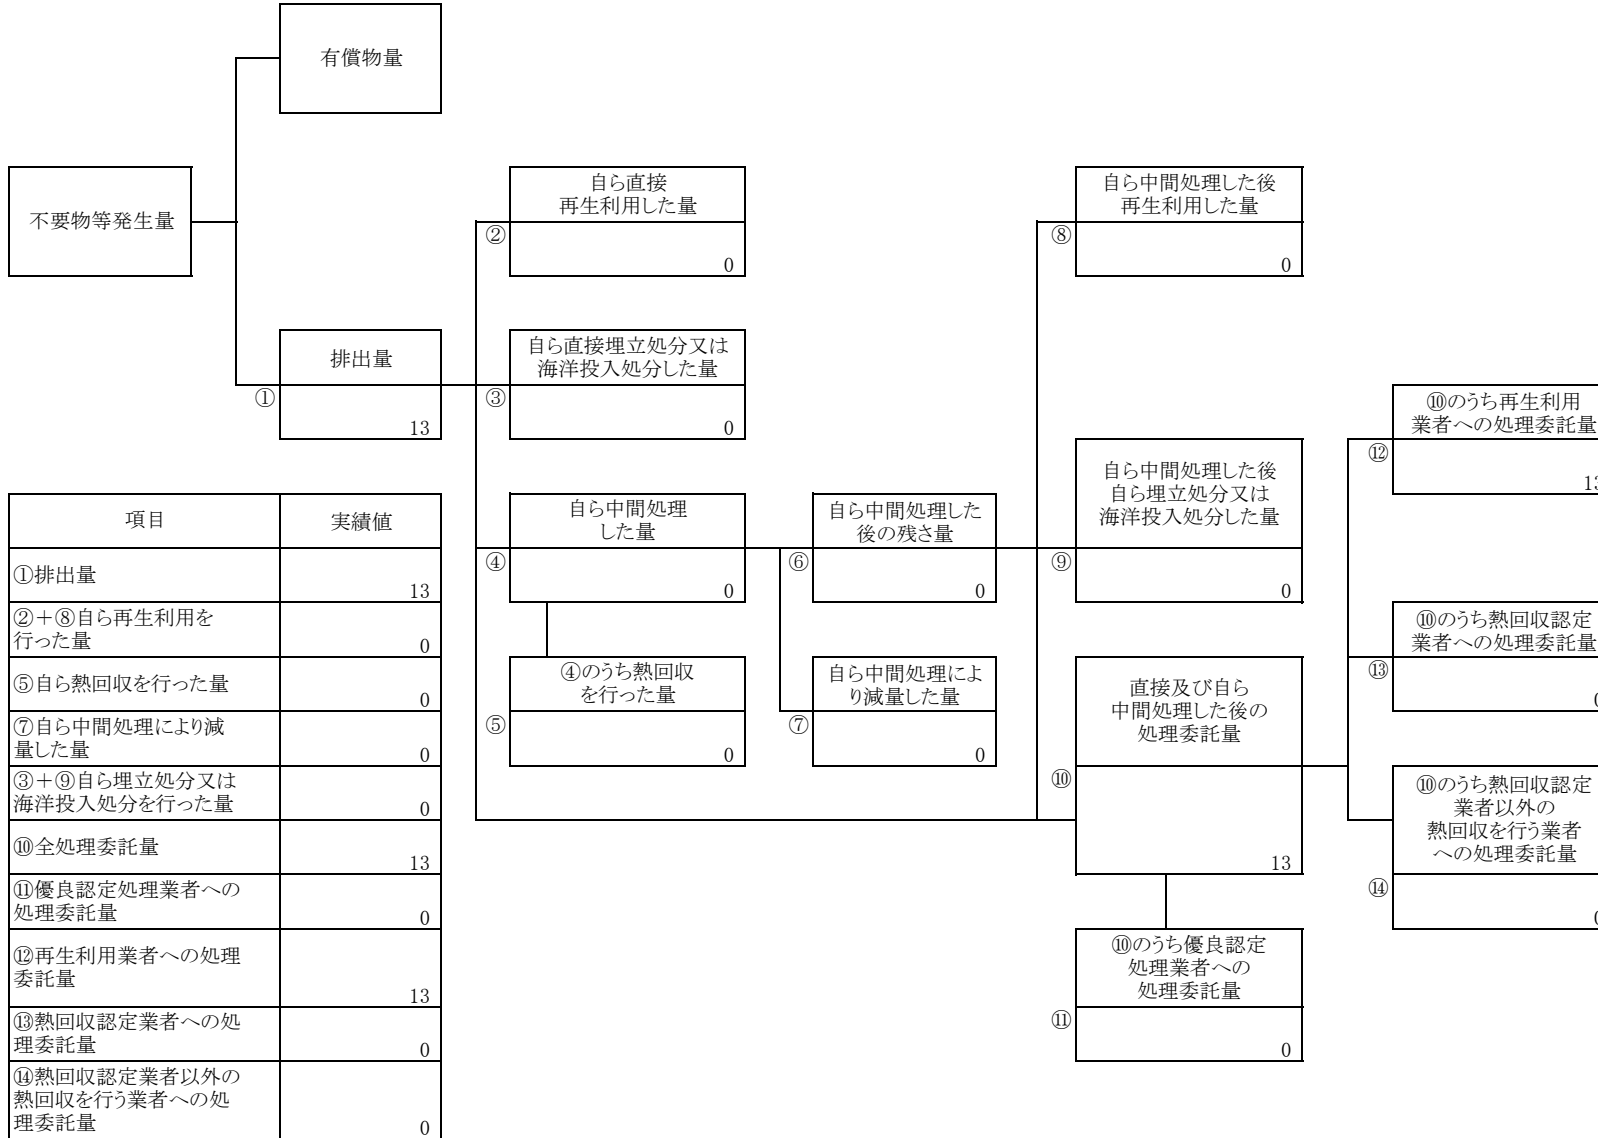 有償物量
不要物等発生量
自ら直接
再生利用した量
②
0
自ら中間処理した後
再生利用した量
⑧
0
排出量
①
13
自ら直接埋立処分又は
海洋投入処分した量
③
0
⑩のうち再生利用
業者への処理委託量
⑫
自ら中間処理した後
自ら埋立処分又は
海洋投入処分した量
⑨
0
自ら中間処理
した量
④
0
自ら中間処理した
後の残さ量
⑥
0
④のうち熱回収
を行った量
⑤
0
自ら中間処理によ
り減量した量
⑦
0
直接及び自ら
中間処理した後の
処理委託量
⑩
13
⑩のうち熱回収認定
業者への処理委託量
⑬
⑩のうち熱回収認定
業者以外の
熱回収を行う業者
への処理委託量
⑭
⑩のうち優良認定
処理業者への
処理委託量
⑪
0
項目 実績値
①排出量
13
②+⑧自ら再生利用を
行った量
0
⑤自ら熱回収を行った量
0
⑦自ら中間処理により減
量した量
0
③+⑨自ら埋立処分又は
海洋投入処分を行った量
0
⑩全処理委託量
13
⑪優良認定処理業者への
処理委託量
0
⑫再生利用業者への処理
委託量
13
⑬熱回収認定業者への処
理委託量
0
⑭熱回収認定業者以外の
熱回収を行う業者への処
理委託量
0